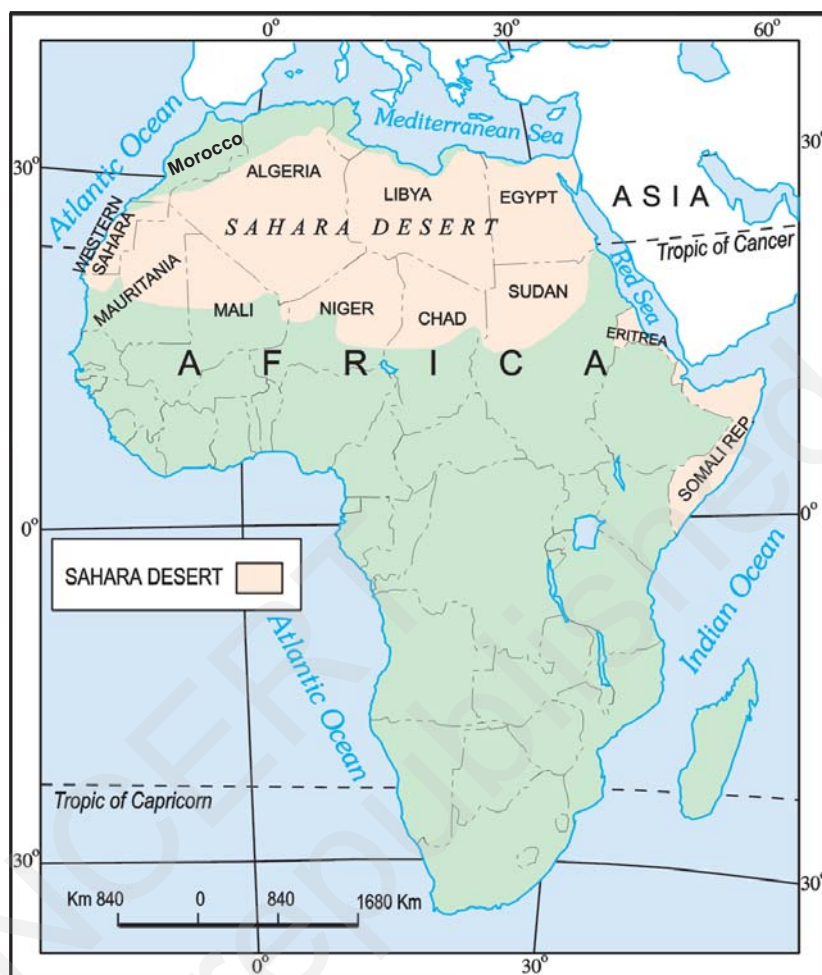 0°
30°
60°
Atlantic Ocean
Mediterranean Sea
30°
30°
Morocco
ALGERIA
LIBYA
EGYPT
ASIA
WESTERN
SAHARA
SAHARA DESERT
Tropic of Cancer
Red Sea
MAURITANIA
MALI
NIGER
CHAD
SUDAN
ERITREA
AFRICA
SOMALI REP.
0°
0°
SAHARA DESERT
Atlantic Ocean
Indian Ocean
Tropic of Capricorn
30°
30°
Km 840 0 840 1680 Km
0°
30°
NCERT
republished